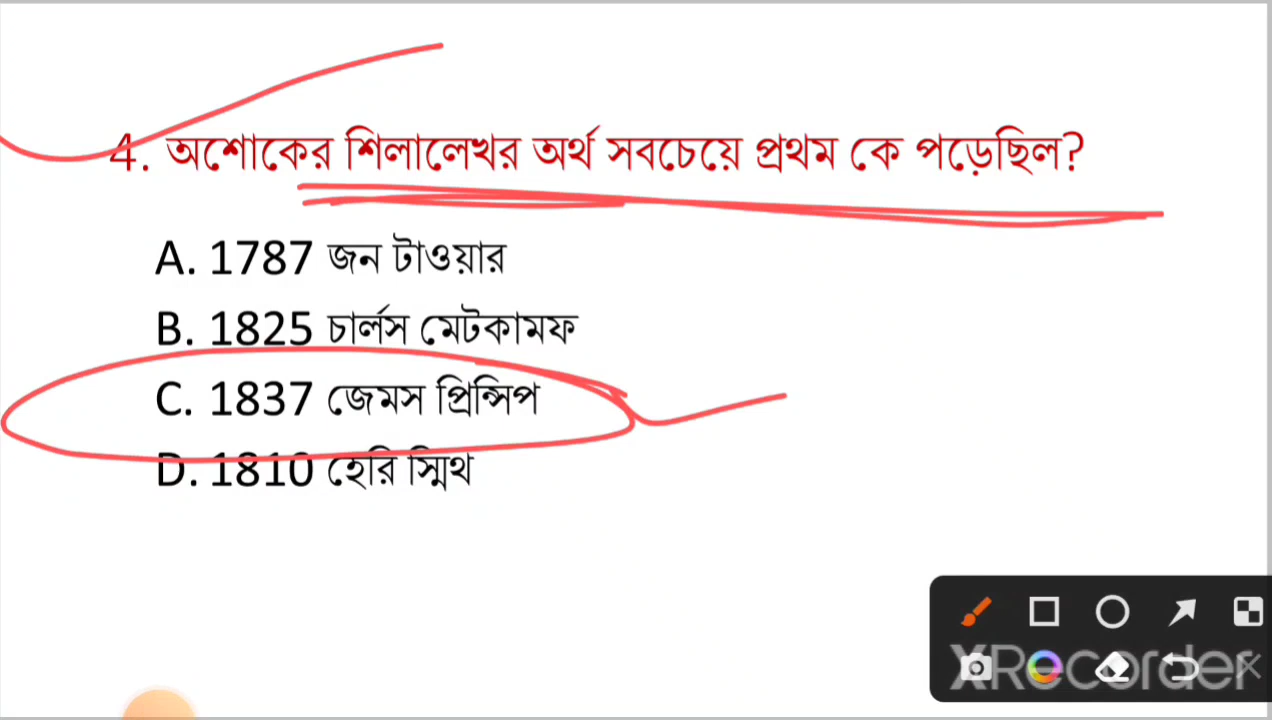 4. অশোকের শিলালেখর অর্থ সবচেয়ে প্রথম কে পড়েছিল?
A. 1787 জন টাওয়ার
B. 1825 চার্লস মেটকামফ
C. 1837 জেমস প্রিন্সিপ
D. 1810 হেরি স্মিথ
XRecorder